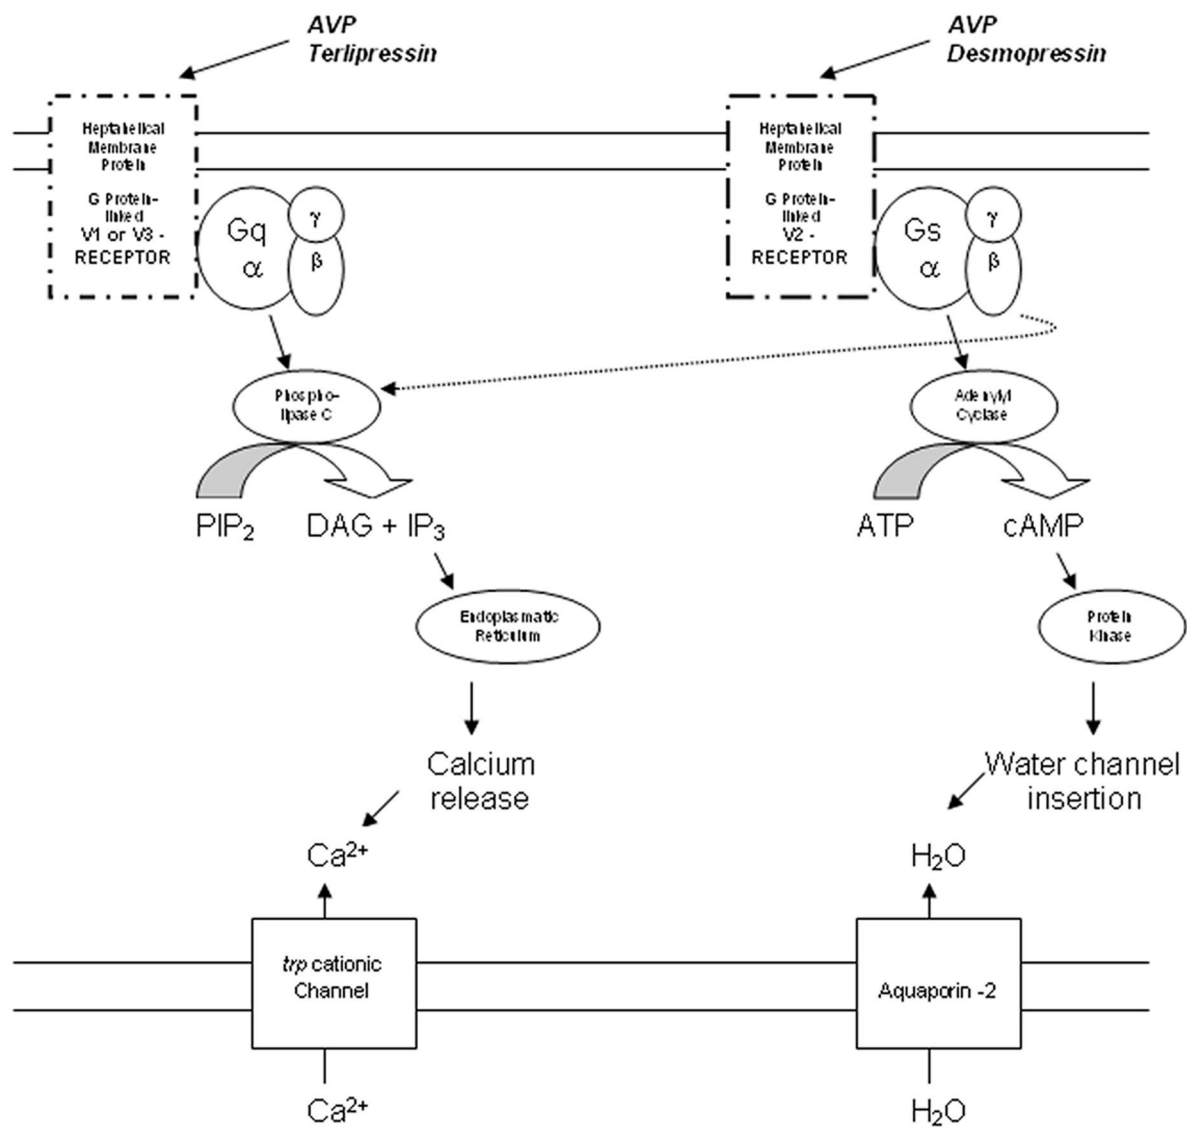 AVP
Terlipressin
AVP
Desmopressin
Heptahelical
Membrane
Protein
G Protein-
linked
V1 or V3 -
RECEPTOR
Gq
α
γ
β
Heptahelical
Membrane
Protein
G Protein-
linked
V2 -
RECEPTOR
Gs
α
γ
β
Phospho-
lipase C
Adenylyl
Cyclase
PIP₂
DAG + IP₃
ATP
cAMP
Endoplasmatic
Reticulum
Protein
Kinase
Calcium
release
Water channel
insertion
Ca²⁺
H₂O
trp cationic
Channel
Aquaporin -2
Ca²⁺
H₂O